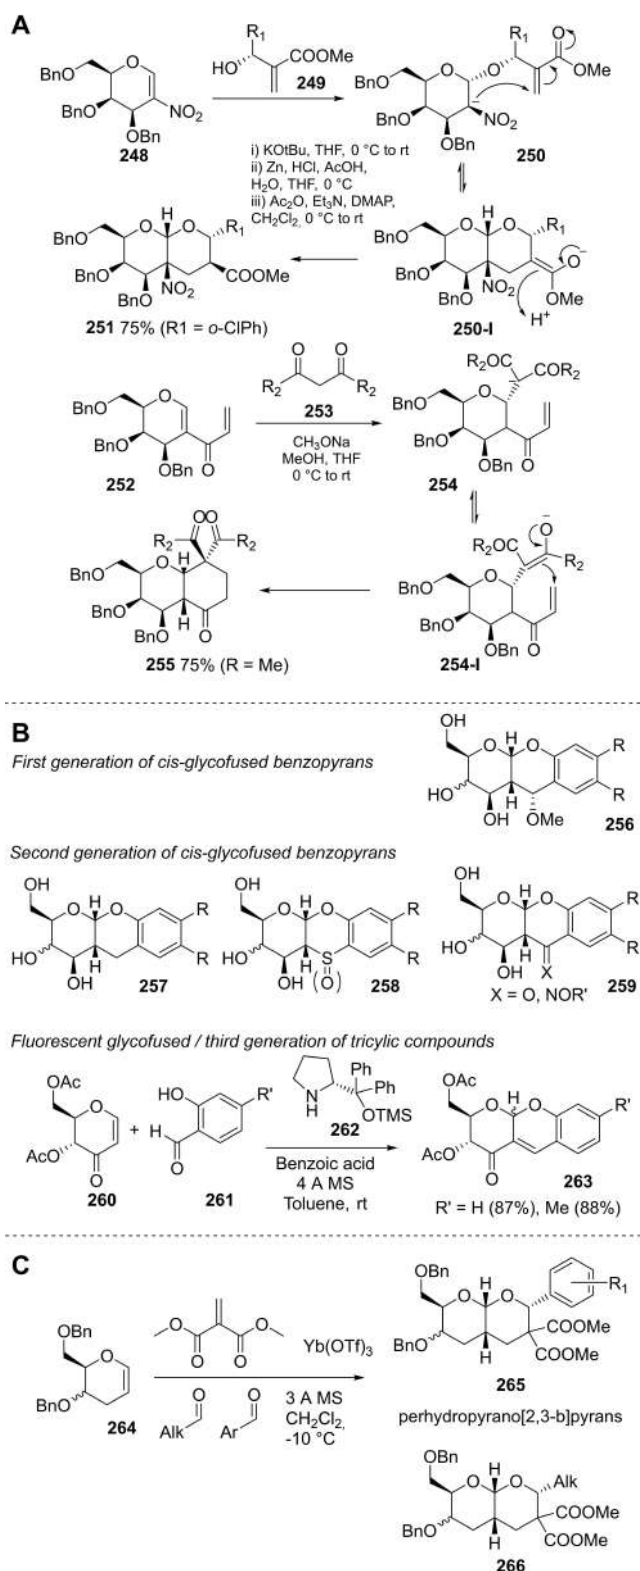 A
R1
HO
COOMe
249
BnO
O
BnO
NO2
OBn
248
R1
O
O
O
BnO
OMe
BnO
NO2
OBn
250
i) KOtBu, THF, 0 °C to rt
ii) Zn, HCl, AcOH,
H2O, THF, 0 °C
iii) Ac2O, Et3N, DMAP,
CH2Cl2, 0 °C to rt
H
O
O
R1
BnO
BnO
COOMe
NO2
OBn
251 75% (R1 = o-ClPh)
H
O
O
R1
BnO
O−
BnO
NO2
OMe
OBn
H+
250-I
O O
R2 R2
253
CH3ONa
MeOH, THF
0 °C to rt
BnO
O
BnO
O
OBn
252
R2OC COR2
BnO
O
BnO
O
OBn
254
O−
R2OC
R2
BnO
O
BnO
O
OBn
254-I
O O
R2 R2
H
BnO
O
BnO
H
O
BnO
255 75% (R = Me)
B
First generation of cis-glycofused benzopyrans
OH
H
O
O
R
R
HO
H
OH
OMe
256
Second generation of cis-glycofused benzopyrans
OH
H
O
O
R
R
HO
H
OH
257
OH
H
O
O
R
R
HO
H
S
OH
(O)
258
OH
H
O
O
R
R
HO
H
OH
X
259
X = O, NOR'
Fluorescent glycofused / third generation of tricylic compounds
OAc
O
AcO
O
260
+
HO
R'
H
O
261
Ph
Ph
N
H
OTMS
262
Benzoic acid
4 A MS
Toluene, rt
OAc
H
O
O
R'
AcO
O
263
R' = H (87%), Me (88%)
C
OBn
O
BnO
264
O
O
O
O
Yb(OTf)3
O
Alk
O
Ar
3 A MS
CH2Cl2,
-10 °C
OBn
H
O
O
R1
BnO
H
COOMe
COOMe
265
perhydropyrano[2,3-b]pyrans
OBn
H
O
O
Alk
BnO
H
COOMe
COOMe
266